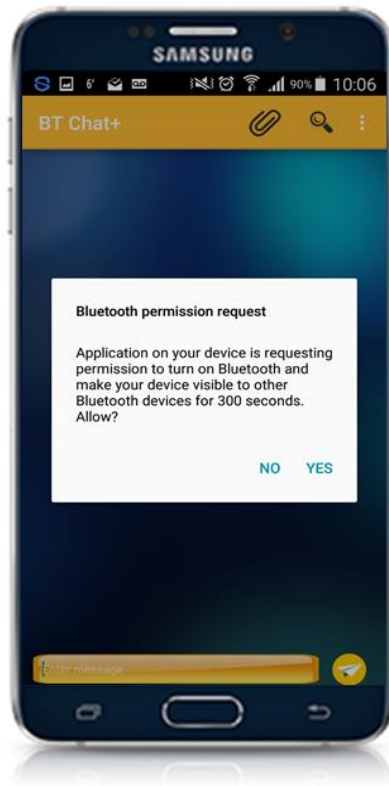 SAMSUNG
90% 10:06
BT Chat+
Bluetooth permission request
Application on your device is requesting
permission to turn on Bluetooth and
make your device visible to other
Bluetooth devices for 300 seconds.
Allow?
NO YES
Enter message